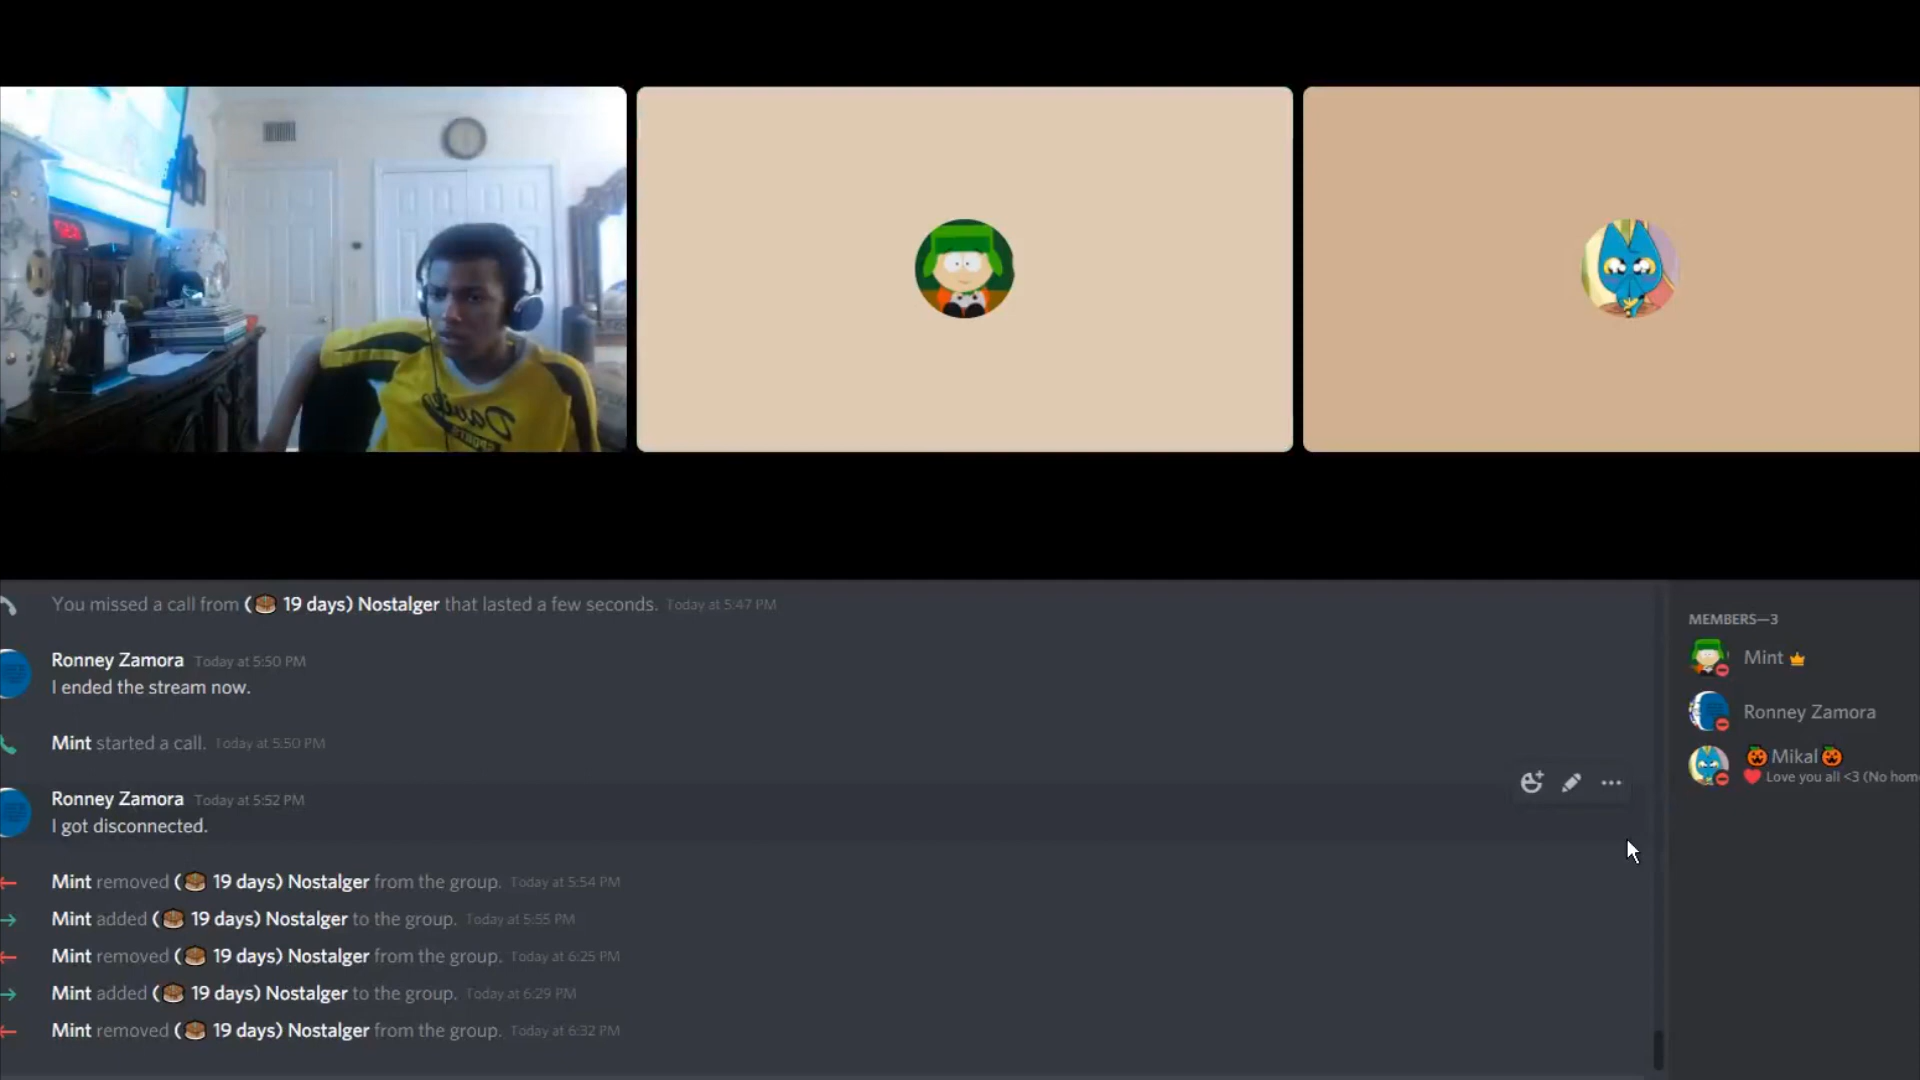 You missed a call from (🥞 19 days) Nostalger that lasted a few seconds. Today at 5:47 PM
Ronney Zamora Today at 5:50 PM
I ended the stream now.
Mint started a call. Today at 5:50 PM
Ronney Zamora Today at 5:52 PM
I got disconnected.
Mint removed (🥞 19 days) Nostalger from the group. Today at 5:54 PM
Mint added (🥞 19 days) Nostalger to the group. Today at 5:55 PM
Mint removed (🥞 19 days) Nostalger from the group. Today at 6:25 PM
Mint added (🥞 19 days) Nostalger to the group. Today at 6:29 PM
Mint removed (🥞 19 days) Nostalger from the group. Today at 6:32 PM
MEMBERS—3
Mint
Ronney Zamora
🎃 Mikal 🎃
❤️ Love you all <3 (No hom